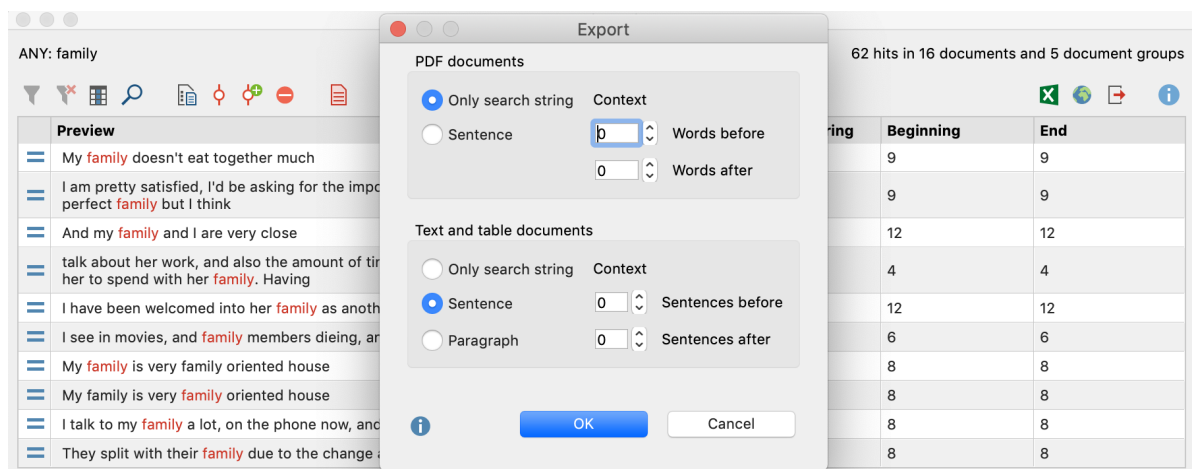 Export
ANY: family
62 hits in 16 documents and 5 document groups
PDF documents
Only search string Context
Sentence 0 Words before
0 Words after
Text and table documents
Only search string Context
Sentence 0 Sentences before
Paragraph 0 Sentences after
OK Cancel
Preview ring Beginning End
My family doesn't eat together much 9 9
I am pretty satisfied, I'd be asking for the impo
perfect family but I think 9 9
And my family and I are very close 12 12
talk about her work, and also the amount of tir
her to spend with her family. Having 4 4
I have been welcomed into her family as anoth 12 12
I see in movies, and family members dieing, ar 6 6
My family is very family oriented house 8 8
My family is very family oriented house 8 8
I talk to my family a lot, on the phone now, and 8 8
They split with their family due to the change 8 8